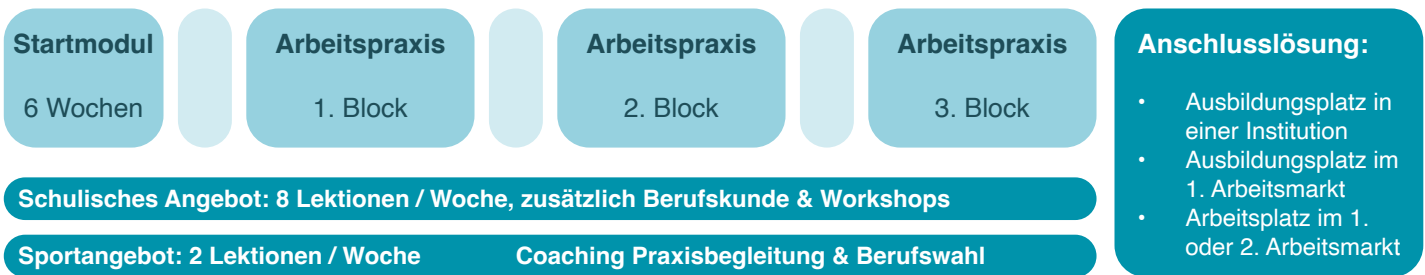 Startmodul
6 Wochen
Arbeitspraxis
1. Block
Arbeitspraxis
2. Block
Arbeitspraxis
3. Block
Schulisches Angebot: 8 Lektionen / Woche, zusätzlich Berufskunde & Workshops
Sportangebot: 2 Lektionen / Woche Coaching Praxisbegleitung & Berufswahl
Anschlusslösung:
• Ausbildungsplatz in
einer Institution
• Ausbildungsplatz im
1. Arbeitsmarkt
• Arbeitsplatz im 1.
oder 2. Arbeitsmarkt